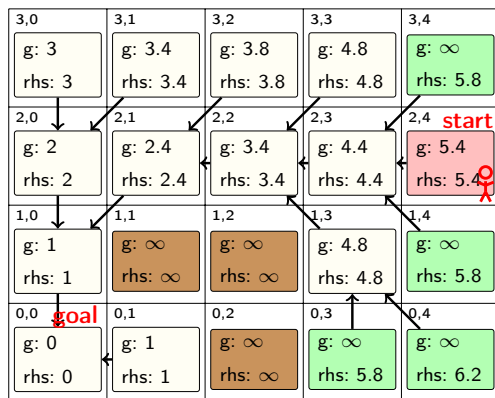 3,0 3,1 3,2 3,3 3,4
g: 3 g: 3.4 g: 3.8 g: 4.8 g: ∞
rhs: 3 rhs: 3.4 rhs: 3.8 rhs: 4.8 rhs: 5.8
2,0 2,1 2,2 2,3 2,4
start
g: 2 g: 2.4 g: 3.4 g: 4.4 g: 5.4
rhs: 2 rhs: 2.4 rhs: 3.4 rhs: 4.4 rhs: 5.4
1,0 1,1 1,2 1,3 1,4
g: 1 g: ∞ g: ∞ g: 4.8 g: ∞
rhs: 1 rhs: ∞ rhs: ∞ rhs: 4.8 rhs: 5.8
0,0 0,1 0,2 0,3 0,4
goal
g: 0 g: 1 g: ∞ g: ∞ g: ∞
rhs: 0 rhs: 1 rhs: ∞ rhs: 5.8 rhs: 6.2